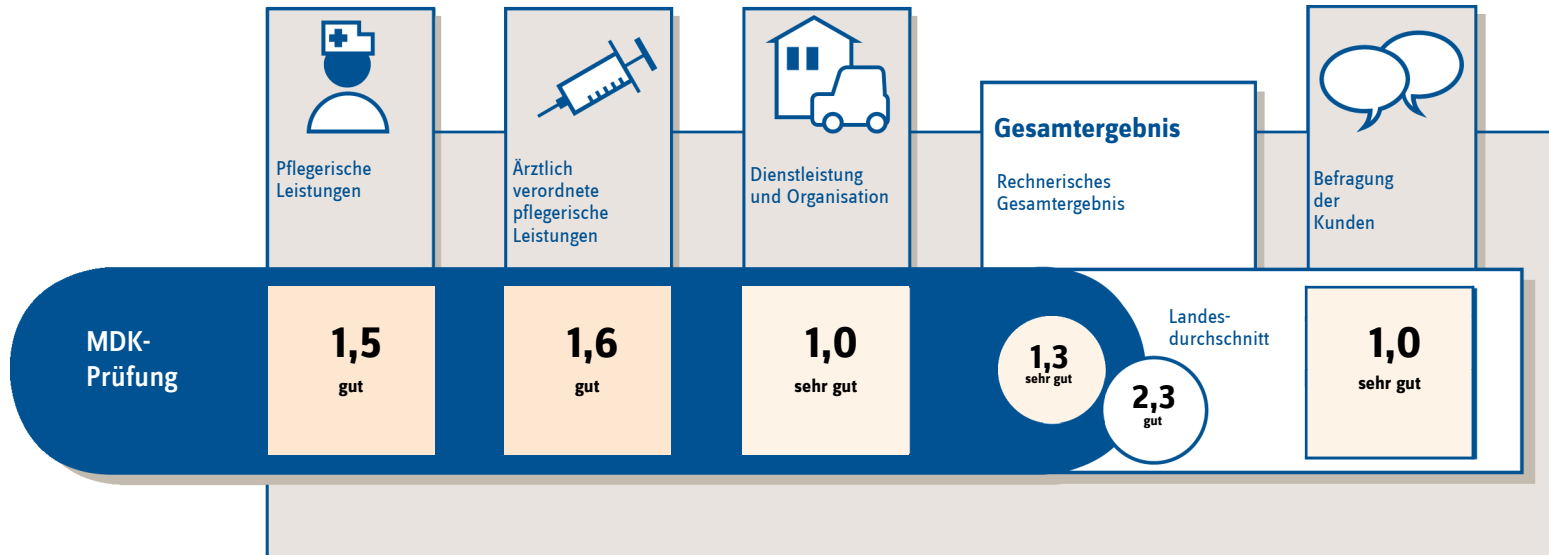 Pflegerische
Leistungen
Ärztlich
verordnete
pflegerische
Leistungen
Dienstleistung
und Organisation
Gesamtergebnis
Rechnerisches
Gesamtergebnis
Befragung
der
Kunden
MDK-
Prüfung
1,5
gut
1,6
gut
1,0
sehr gut
1,3
sehr gut
Landes-
durchschnitt
2,3
gut
1,0
sehr gut